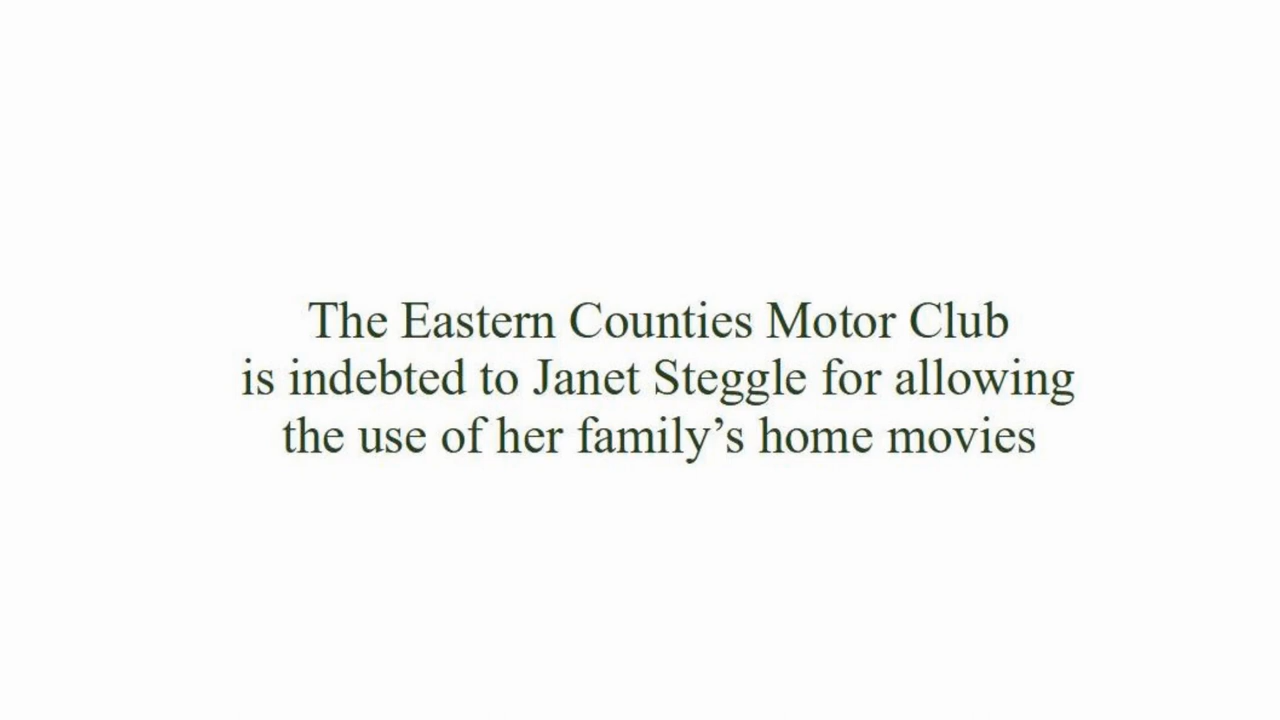 The Eastern Counties Motor Club
is indebted to Janet Steggle for allowing
the use of her family’s home movies